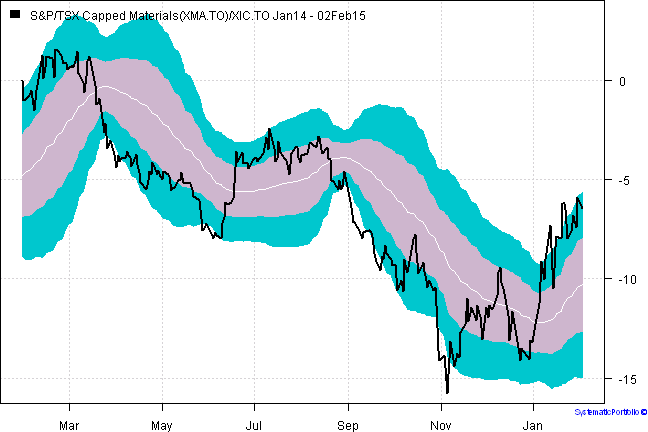 S&P/TSX Capped Materials(XMA.TO)/XIC.TO Jan14 - 02Feb15
0
-5
-10
-15
Mar May Jul Sep Nov Jan
SystematicPortfolio ©